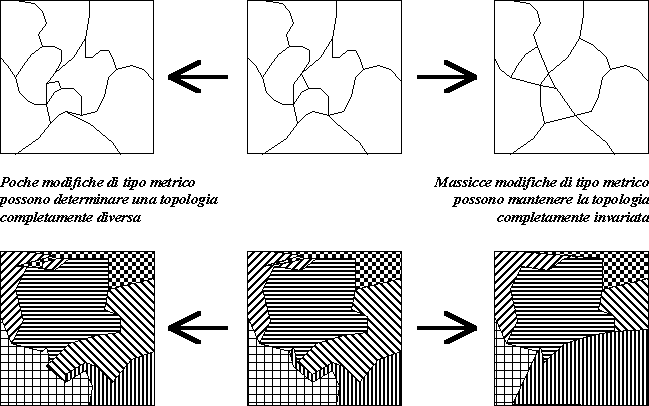 Poche modifiche di tipo metrico
possono determinare una topologia
completamente diversa
Massicce modifiche di tipo metrico
possono mantenere la topologia
completamente invariata